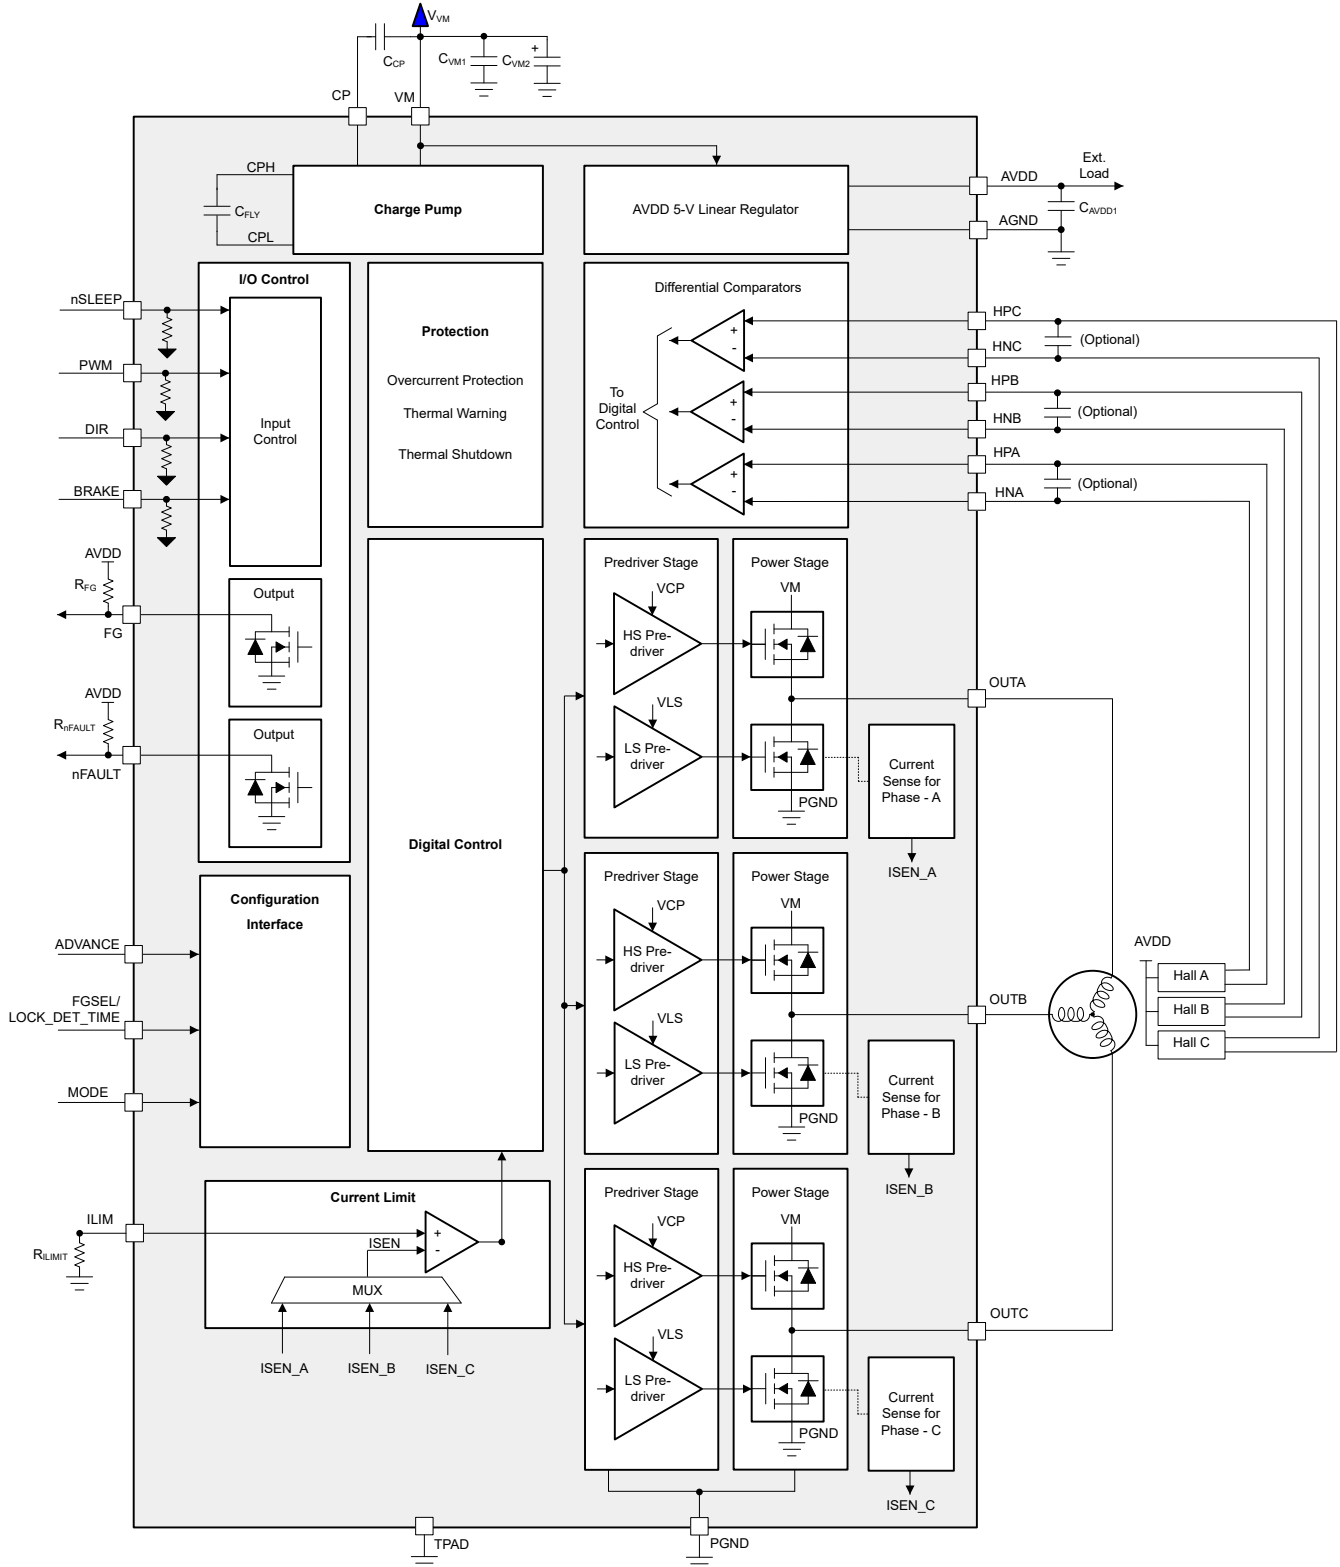 VVM
CCP
CVM1
+
CVM2
CP
VM
CPH
CFLY
CPL
Charge Pump
AVDD 5-V Linear Regulator
AVDD
Ext.
Load
CAVDD1
AGND
I/O Control
nSLEEP
PWM
DIR
BRAKE
Input
Control
Protection
Overcurrent Protection
Thermal Warning
Thermal Shutdown
Differential Comparators
+
-
+
-
+
-
To
Digital
Control
HPC
(Optional)
HNC
HPB
(Optional)
HNB
HPA
(Optional)
HNA
AVDD
RFG
FG
Output
AVDD
RnFAULT
nFAULT
Output
Digital Control
Predriver Stage
VCP
HS Pre-
driver
VLS
LS Pre-
driver
Power Stage
VM
PGND
OUTA
Current
Sense for
Phase - A
ISEN_A
Configuration
Interface
ADVANCE
FGSEL/
LOCK_DET_TIME
MODE
Predriver Stage
VCP
HS Pre-
driver
VLS
LS Pre-
driver
Power Stage
VM
PGND
OUTB
Current
Sense for
Phase - B
ISEN_B
AVDD
Hall A
Hall B
Hall C
Current Limit
ILIM
RILIMIT
+
-
ISEN
MUX
ISEN_A
ISEN_B
ISEN_C
Predriver Stage
VCP
HS Pre-
driver
VLS
LS Pre-
driver
Power Stage
VM
PGND
OUTC
Current
Sense for
Phase - C
ISEN_C
TPAD
PGND